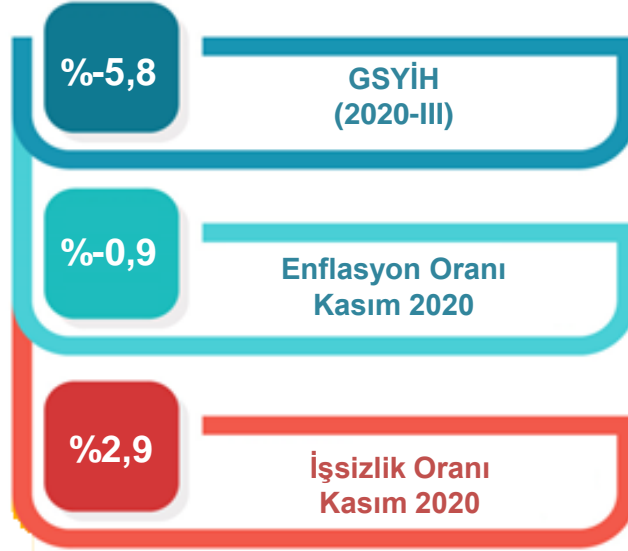 %-5,8
GSYİH
(2020-III)
%-0,9
Enflasyon Oranı
Kasım 2020
%2,9
İşsizlik Oranı
Kasım 2020